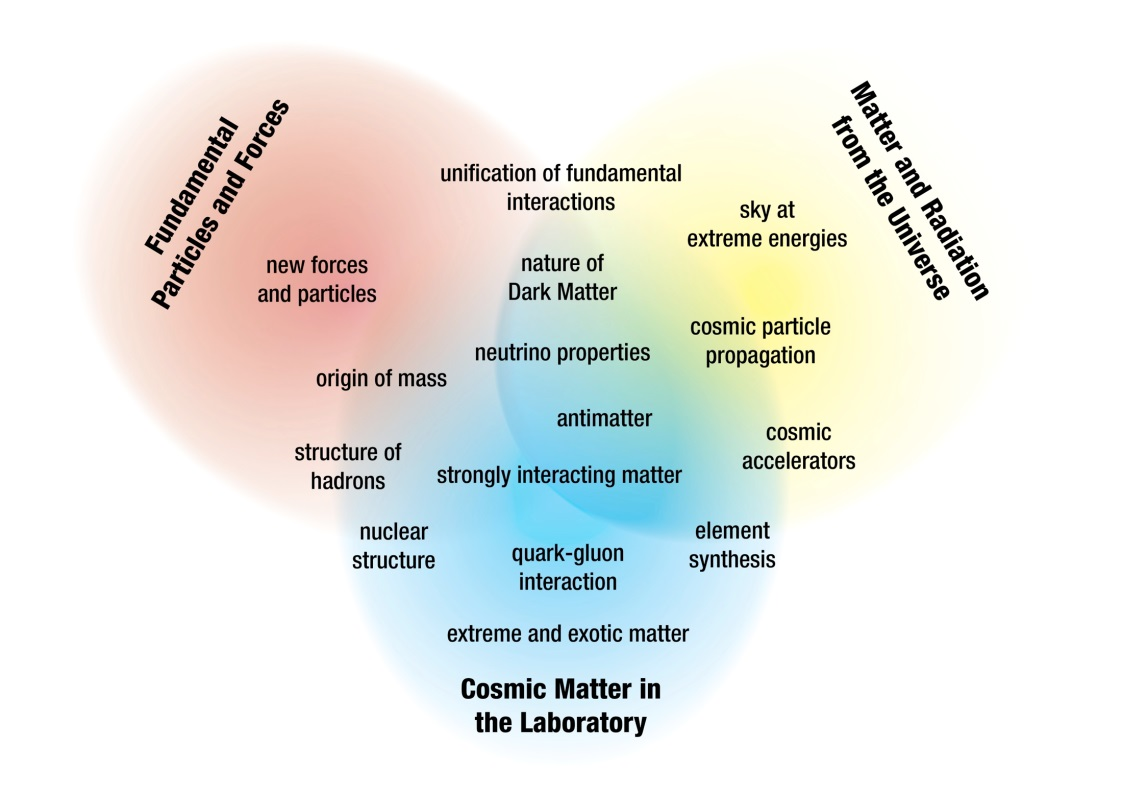 Fundamental
Particles and Forces
Matter and Radiation
from the Universe
unification of fundamental
interactions
sky at
extreme energies
new forces
and particles
nature of
Dark Matter
cosmic particle
propagation
neutrino properties
origin of mass
antimatter
cosmic
accelerators
structure of
hadrons
strongly interacting matter
nuclear
structure
quark-gluon
interaction
element
synthesis
extreme and exotic matter
Cosmic Matter in
the Laboratory